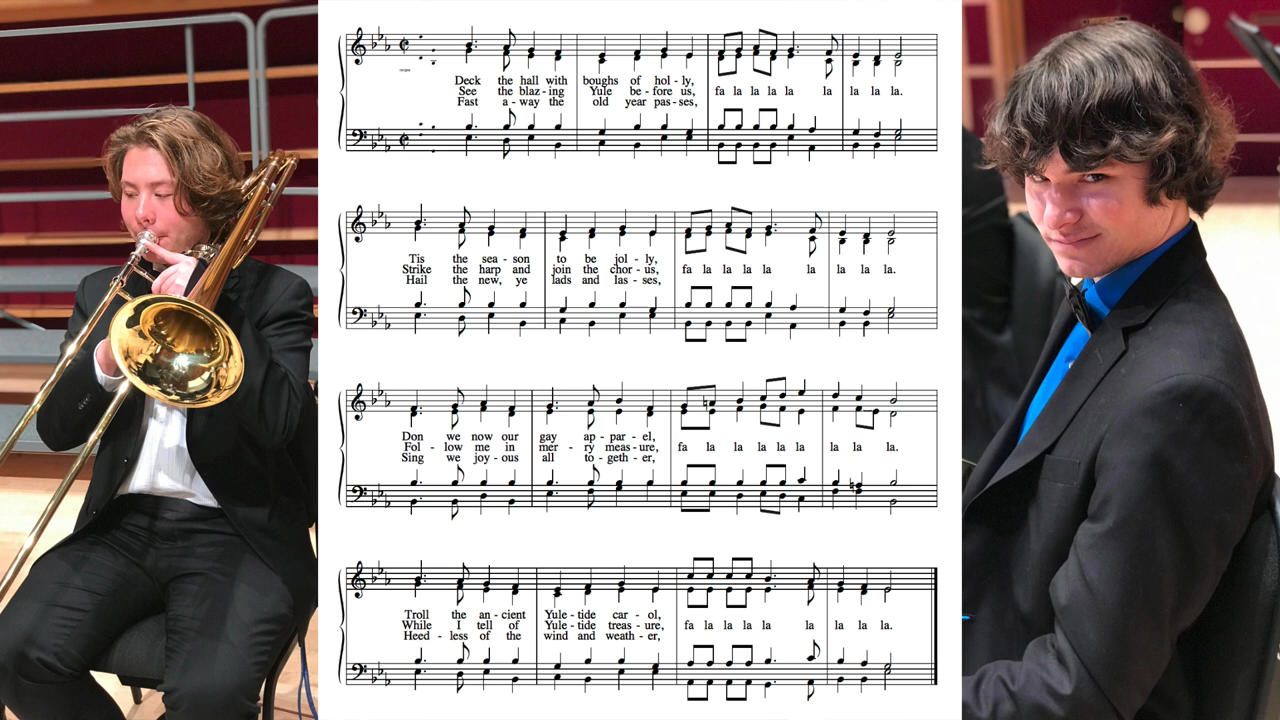 Deck the hall with boughs of hol - ly,
See the blaz - ing Yule be - fore us, fa la la la la la la la la.
Fast a - way the old year pas - ses,
Tis the sea - son to be jol - ly,
Strike the harp and join the chor - us, fa la la la la la la la la.
Hail the new, ye lads and las - ses,
Don we now our gay ap - par - el,
Fol - low me in mer - ry meas - ure, fa la la la la la la la la.
Sing we joy - ous all to - geth - er,
Troll the an - cient Yule - tide car - ol,
While I tell of Yule - tide treas - ure, fa la la la la la la la la.
Heed - less of the wind and weath - er,